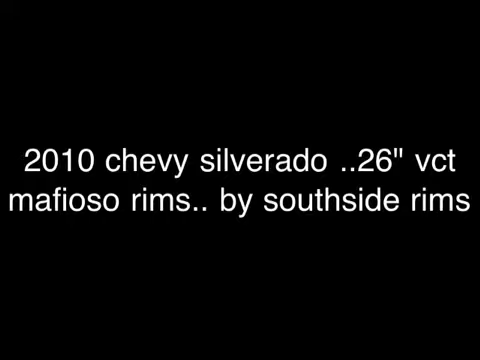 2010 chevy silverado ..26" vct
mafioso rims.. by southside rims